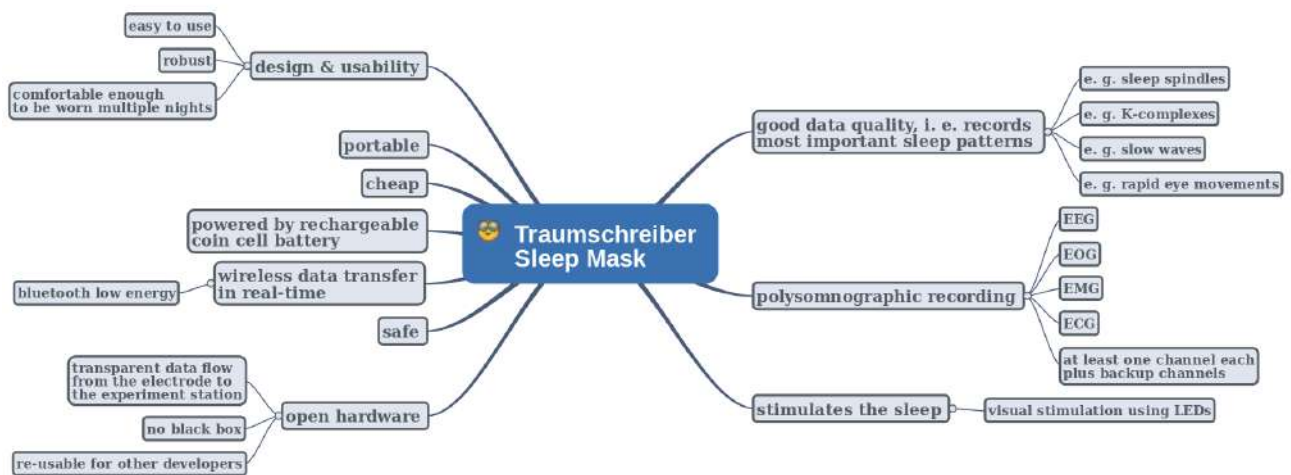 Traumschreiber
Sleep Mask
design & usability
easy to use
robust
comfortable enough
to be worn multiple nights
portable
cheap
powered by rechargeable
coin cell battery
wireless data transfer
in real-time
bluetooth low energy
safe
open hardware
transparent data flow
from the electrode to
the experiment station
no black box
re-usable for other developers
good data quality, i. e. records
most important sleep patterns
e. g. sleep spindles
e. g. K-complexes
e. g. slow waves
e. g. rapid eye movements
polysomnographic recording
EEG
EOG
EMG
ECG
at least one channel each
plus backup channels
stimulates the sleep
visual stimulation using LEDs